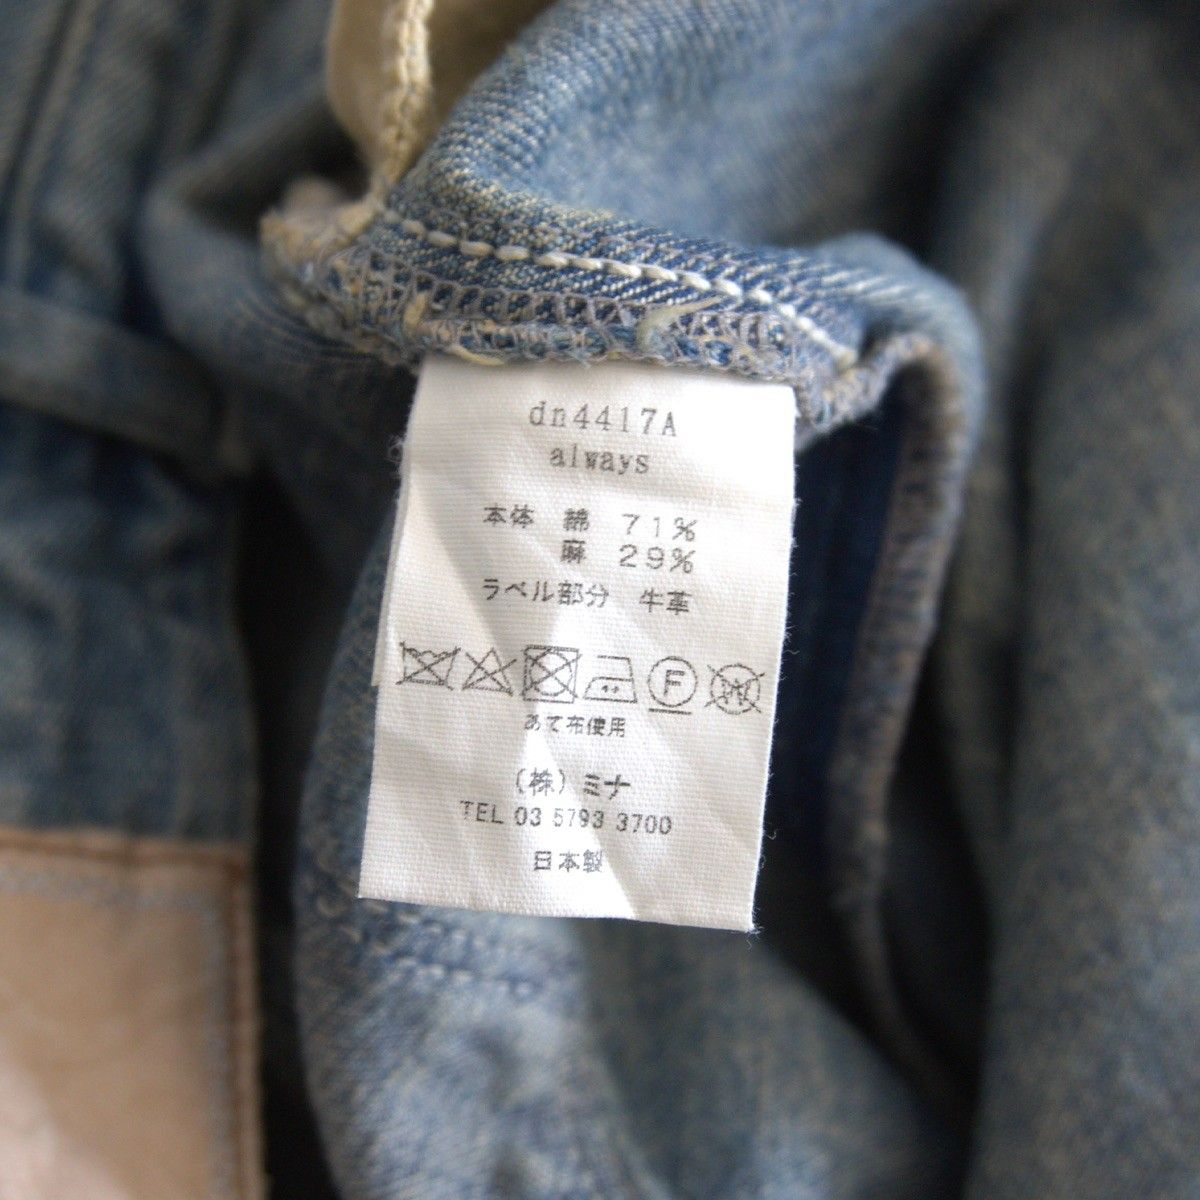 dn4417A
always
本体 綿 71%
麻 29%
ラベル部分 牛革
F
W
あて布使用
(株) ミナ
TEL 03 5793 3700
日本製